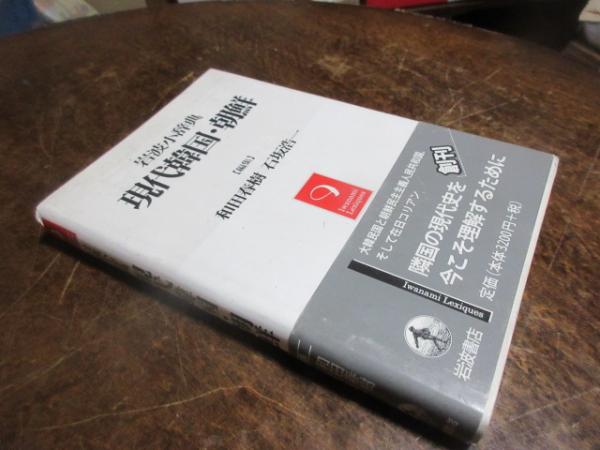 岩波小辞典
現代韓国・朝鮮
[編集]
和田春樹 石坂浩一
9
Iwanami
Lexiques
大韓民国と朝鮮民主主義人民共和国、
そして在日コリアン
創刊
隣国の現代史を
今こそ理解するために
定価(本体3200円+税)
Iwanami Lexiques
岩波書店